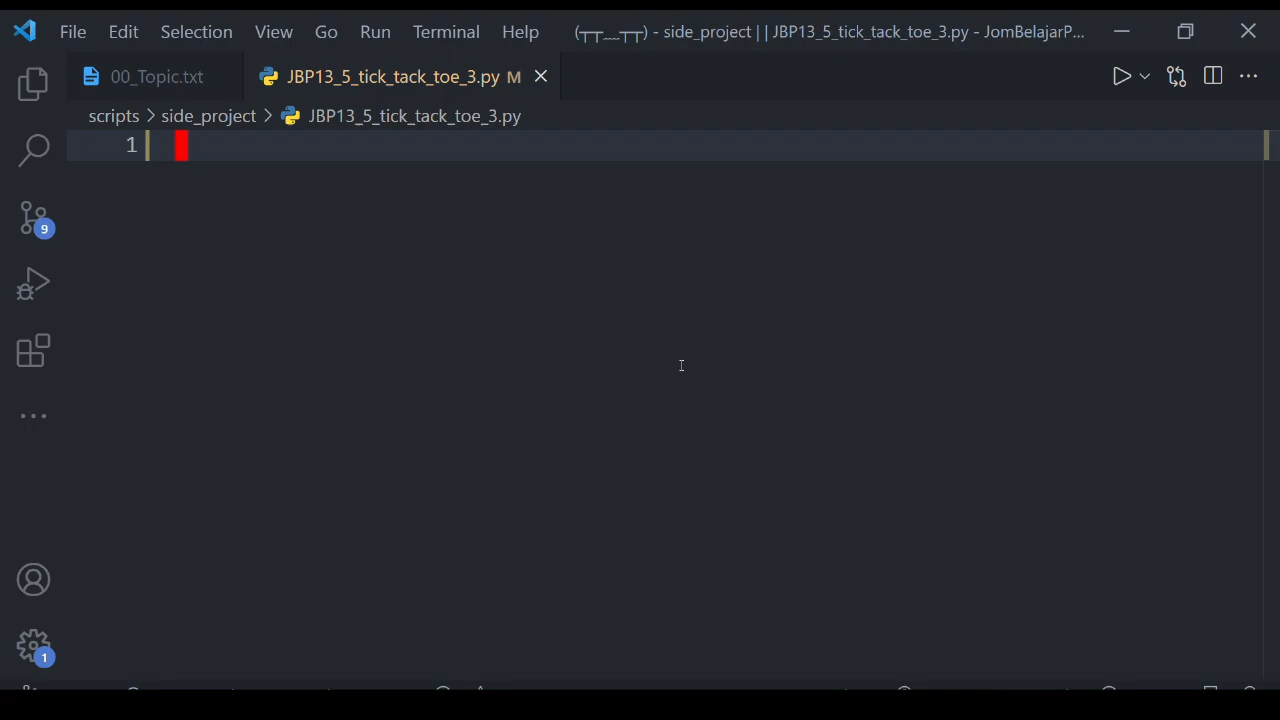 File Edit Selection View Go Run Terminal Help (┬┬﹏┬┬) - side_project || JBP13_5_tick_tack_toe_3.py - JomBelajarP...
00_Topic.txt JBP13_5_tick_tack_toe_3.py M
scripts > side_project > JBP13_5_tick_tack_toe_3.py
1
9
1